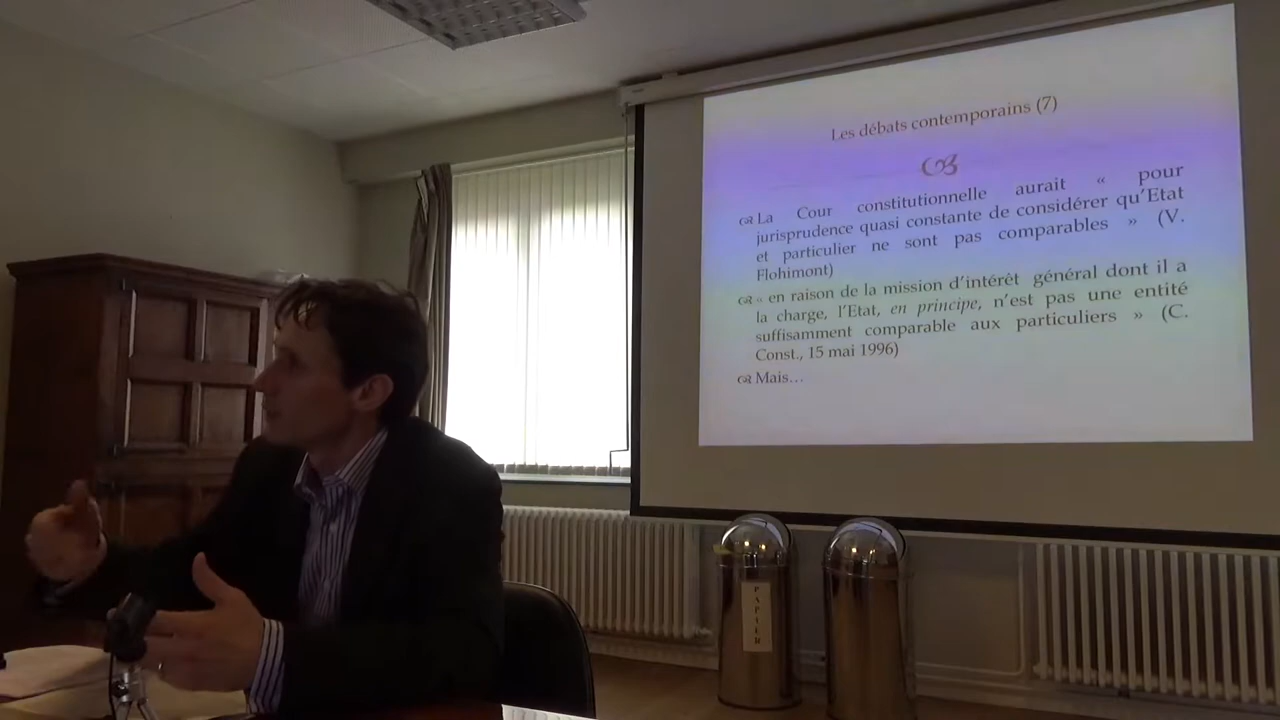 Les débats contemporains (7)
La Cour constitutionnelle aurait « pour
jurisprudence quasi constante de considérer qu'Etat
et particulier ne sont pas comparables » (V.
Flohimont)
« en raison de la mission d'intérêt général dont il a
la charge, l'Etat, en principe, n'est pas une entité
suffisamment comparable aux particuliers » (C.
Const., 15 mai 1996)
Mais…
PAPIER